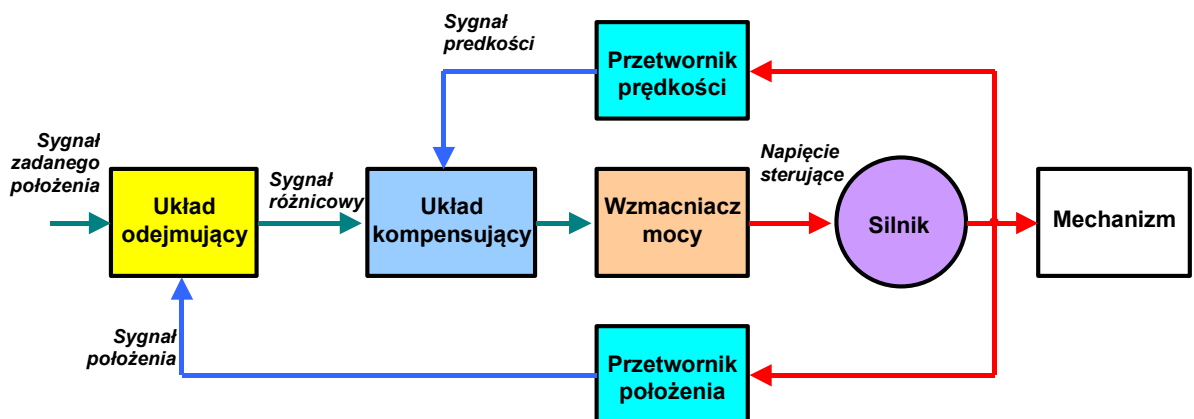 Sygnał
predkości
Przetwornik
prędkości
Sygnał
zadanego
położenia
Układ
odejmujący
Sygnał
różnicowy
Układ
kompensujący
Wzmacniacz
mocy
Napięcie
sterujące
Silnik
Mechanizm
Sygnał
położenia
Przetwornik
położenia